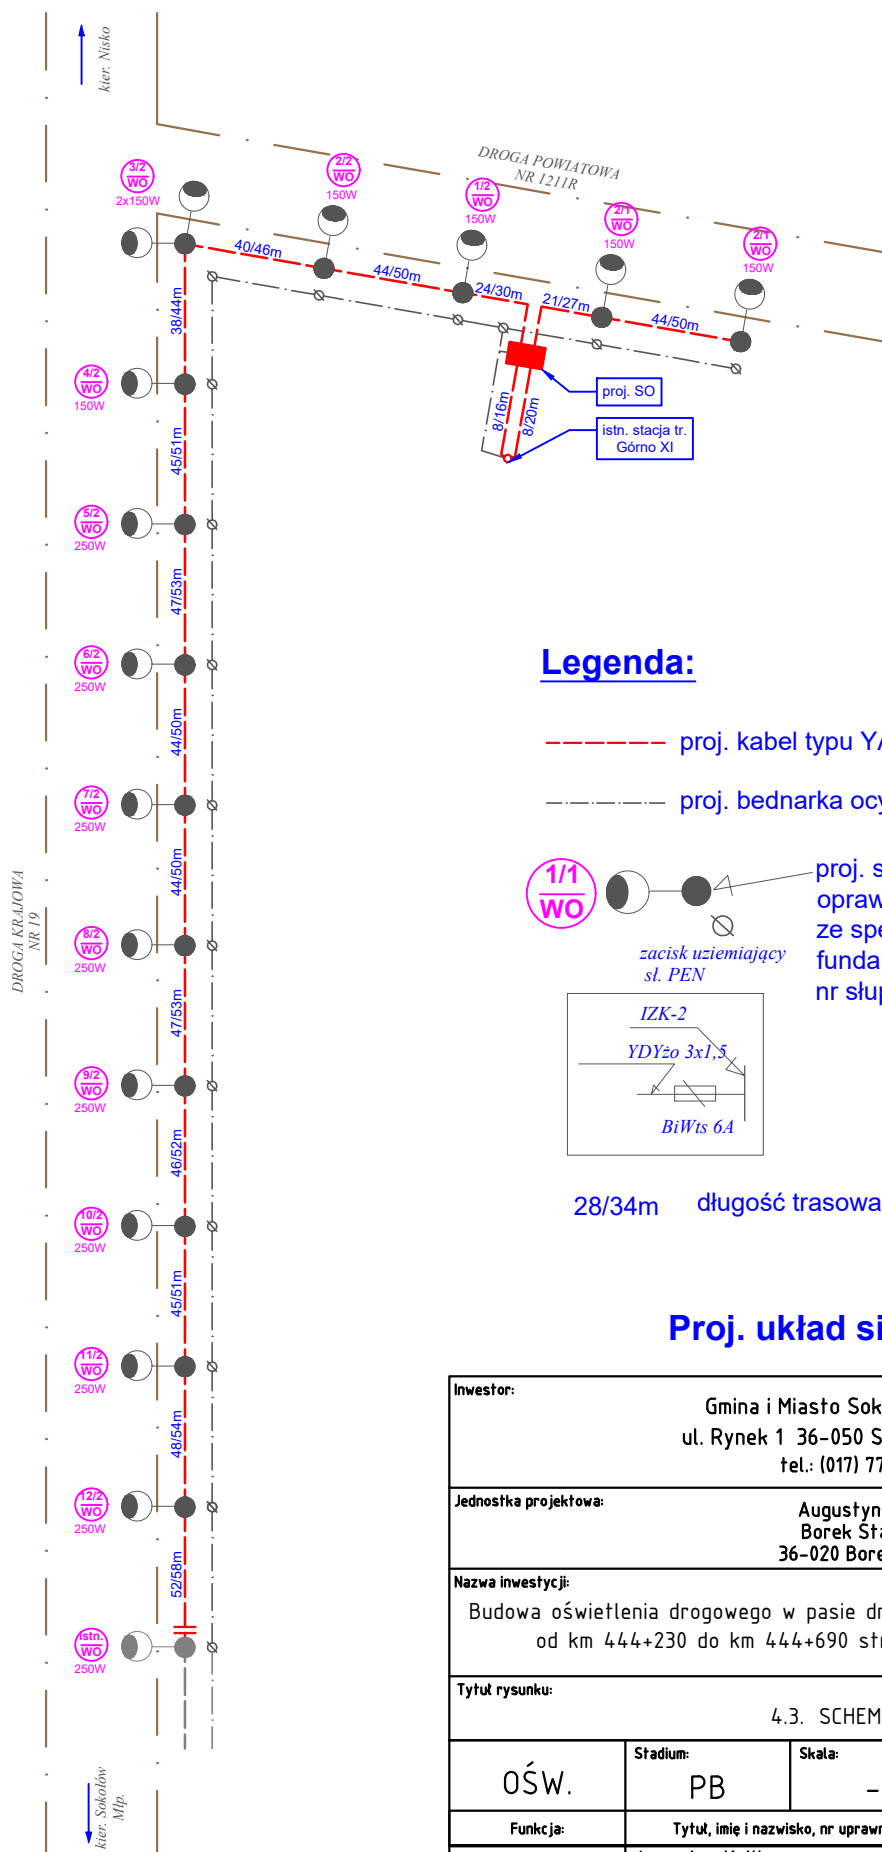 kier. Nisko
DROGA POWIATOWA
NR 1211R
3/2
WO
2x150W
2/2
WO
150W
1/2
WO
150W
2/1
WO
150W
2/1
WO
150W
40/46m
44/50m
24/30m
21/27m
44/50m
38/44m
8/16m
8/20m
proj. SO
istn. stacja tr.
Górno XI
4/2
WO
150W
45/51m
5/2
WO
250W
47/53m
6/2
WO
250W
44/50m
7/2
WO
250W
44/50m
8/2
WO
250W
47/53m
9/2
WO
250W
46/52m
10/2
WO
250W
45/51m
11/2
WO
250W
48/54m
12/2
WO
250W
52/58m
Istn.
WO
250W
DROGA KRAJOWA
NR 19
kier. Sokołów
Młp.
Legenda:
proj. kabel typu YA
proj. bednarka ocy
1/1
WO
proj. s
opraw
ze spe
funda
nr słup
zacisk uziemiający
sł. PEN
IZK-2
YDYżo 3x1,5
BiWts 6A
28/34m długość trasowa
Proj. układ si
Inwestor:
Gmina i Miasto Sok
ul. Rynek 1 36-050 S
tel.: (017) 77
Jednostka projektowa:
Augustyn
Borek Sta
36-020 Bore
Nazwa inwestycji:
Budowa oświetlenia drogowego w pasie dr
od km 444+230 do km 444+690 str
Tytuł rysunku:
4.3. SCHEM
OŚW.
Stadium:
PB
Skala:
-
Funkcja:
Tytuł, imię i nazwisko, nr uprawn